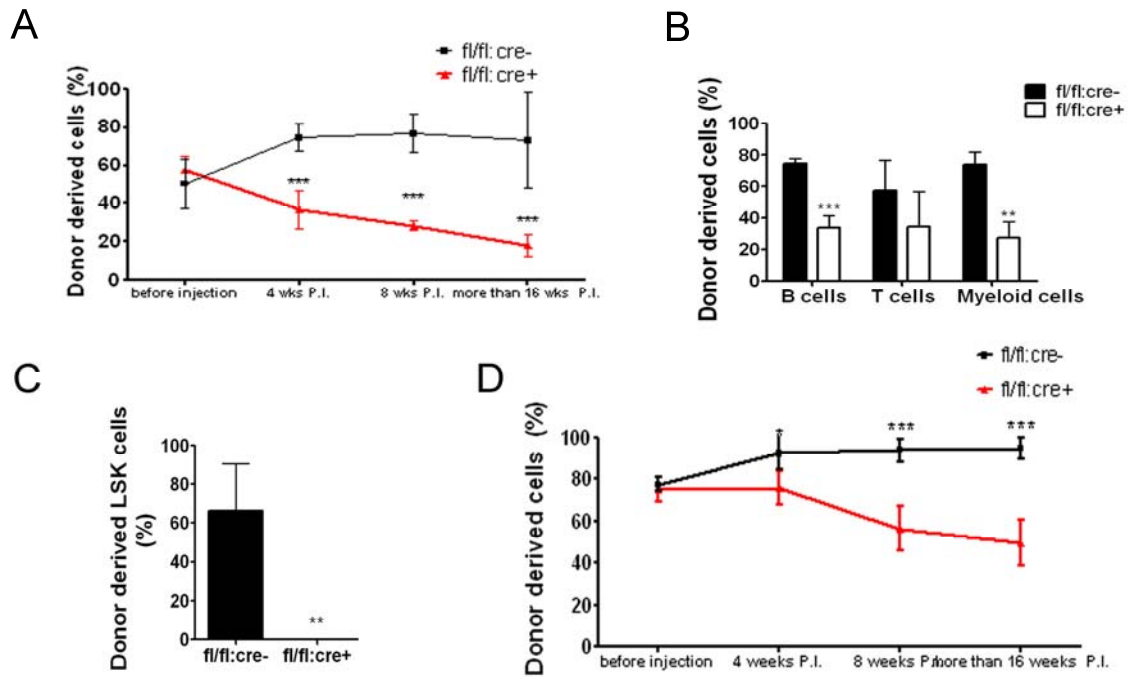 A
fl/fl: cre-
fl/fl:cre+
Donor derived cells (%)
100
80
60
40
20
0
***
***
***
before injection
4 wks P.I.
8 wks P.I.
more than 16 wks P.I.
B
fl/fl:cre-
fl/fl:cre+
Donor derived cells (%)
100
80
60
40
20
0
***
**
B cells
T cells
Myeloid cells
C
Donor derived LSK cells
(%)
100
80
60
40
20
0
**
fl/fl:cre-
fl/fl:cre+
D
fl/fl:cre-
fl/fl:cre+
Donor derived cells (%)
100
80
60
40
20
0
*
***
***
before injection
4 weeks P.I.
8 weeks P.I.
more than 16 weeks P.I.